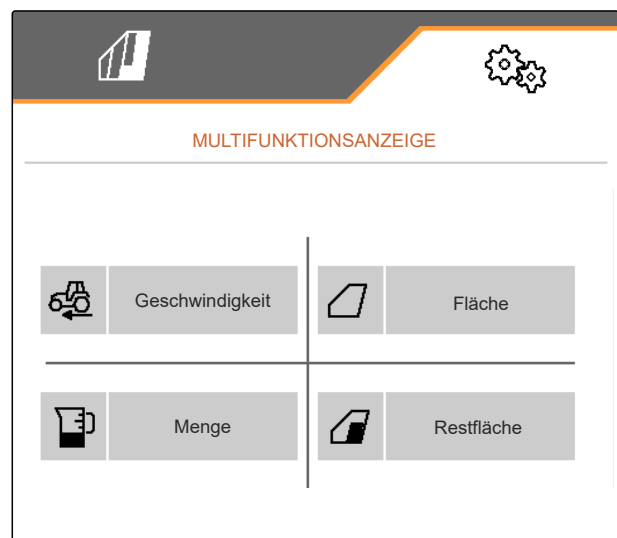 MULTIFUNKTIONSANZEIGE
Geschwindigkeit
Fläche
Menge
Restfläche